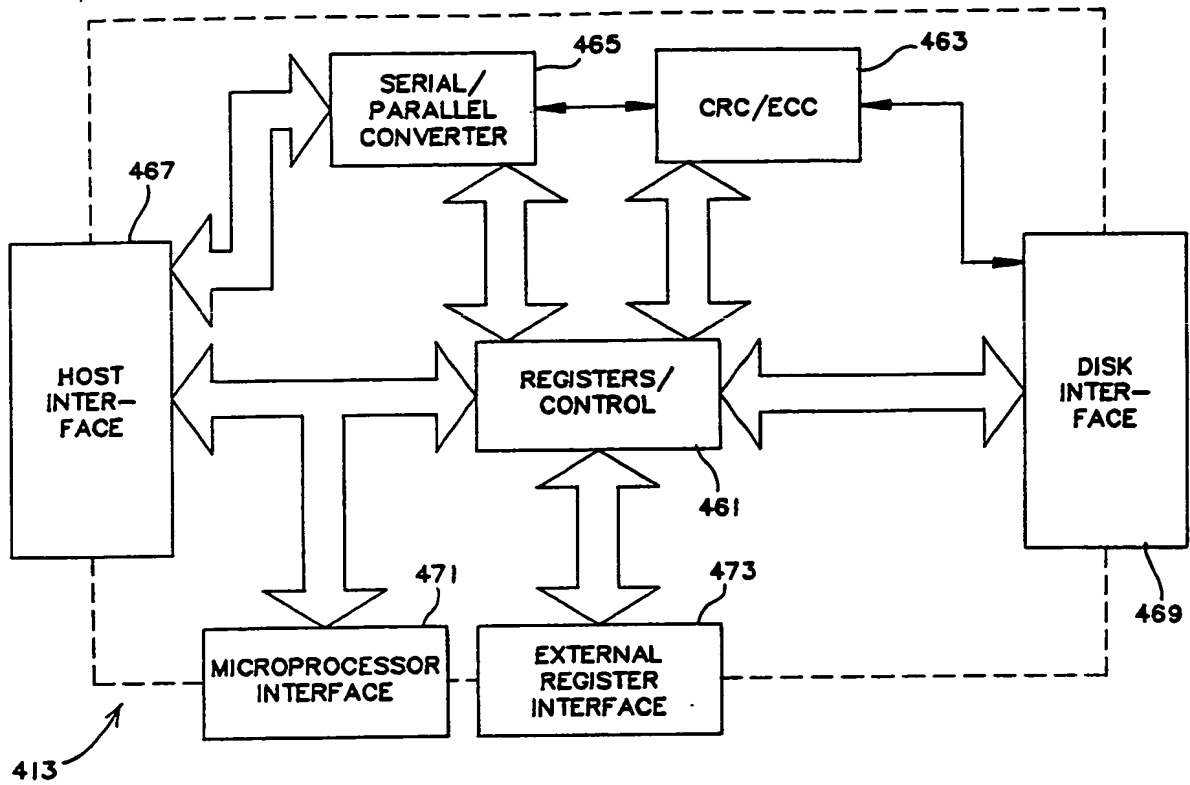 465
463
SERIAL/
PARALLEL
CONVERTER
CRC/ECC
467
HOST
INTER-
FACE
REGISTERS/
CONTROL
DISK
INTER-
FACE
461
471
473
469
MICROPROCESSOR
INTERFACE
EXTERNAL
REGISTER
INTERFACE
413